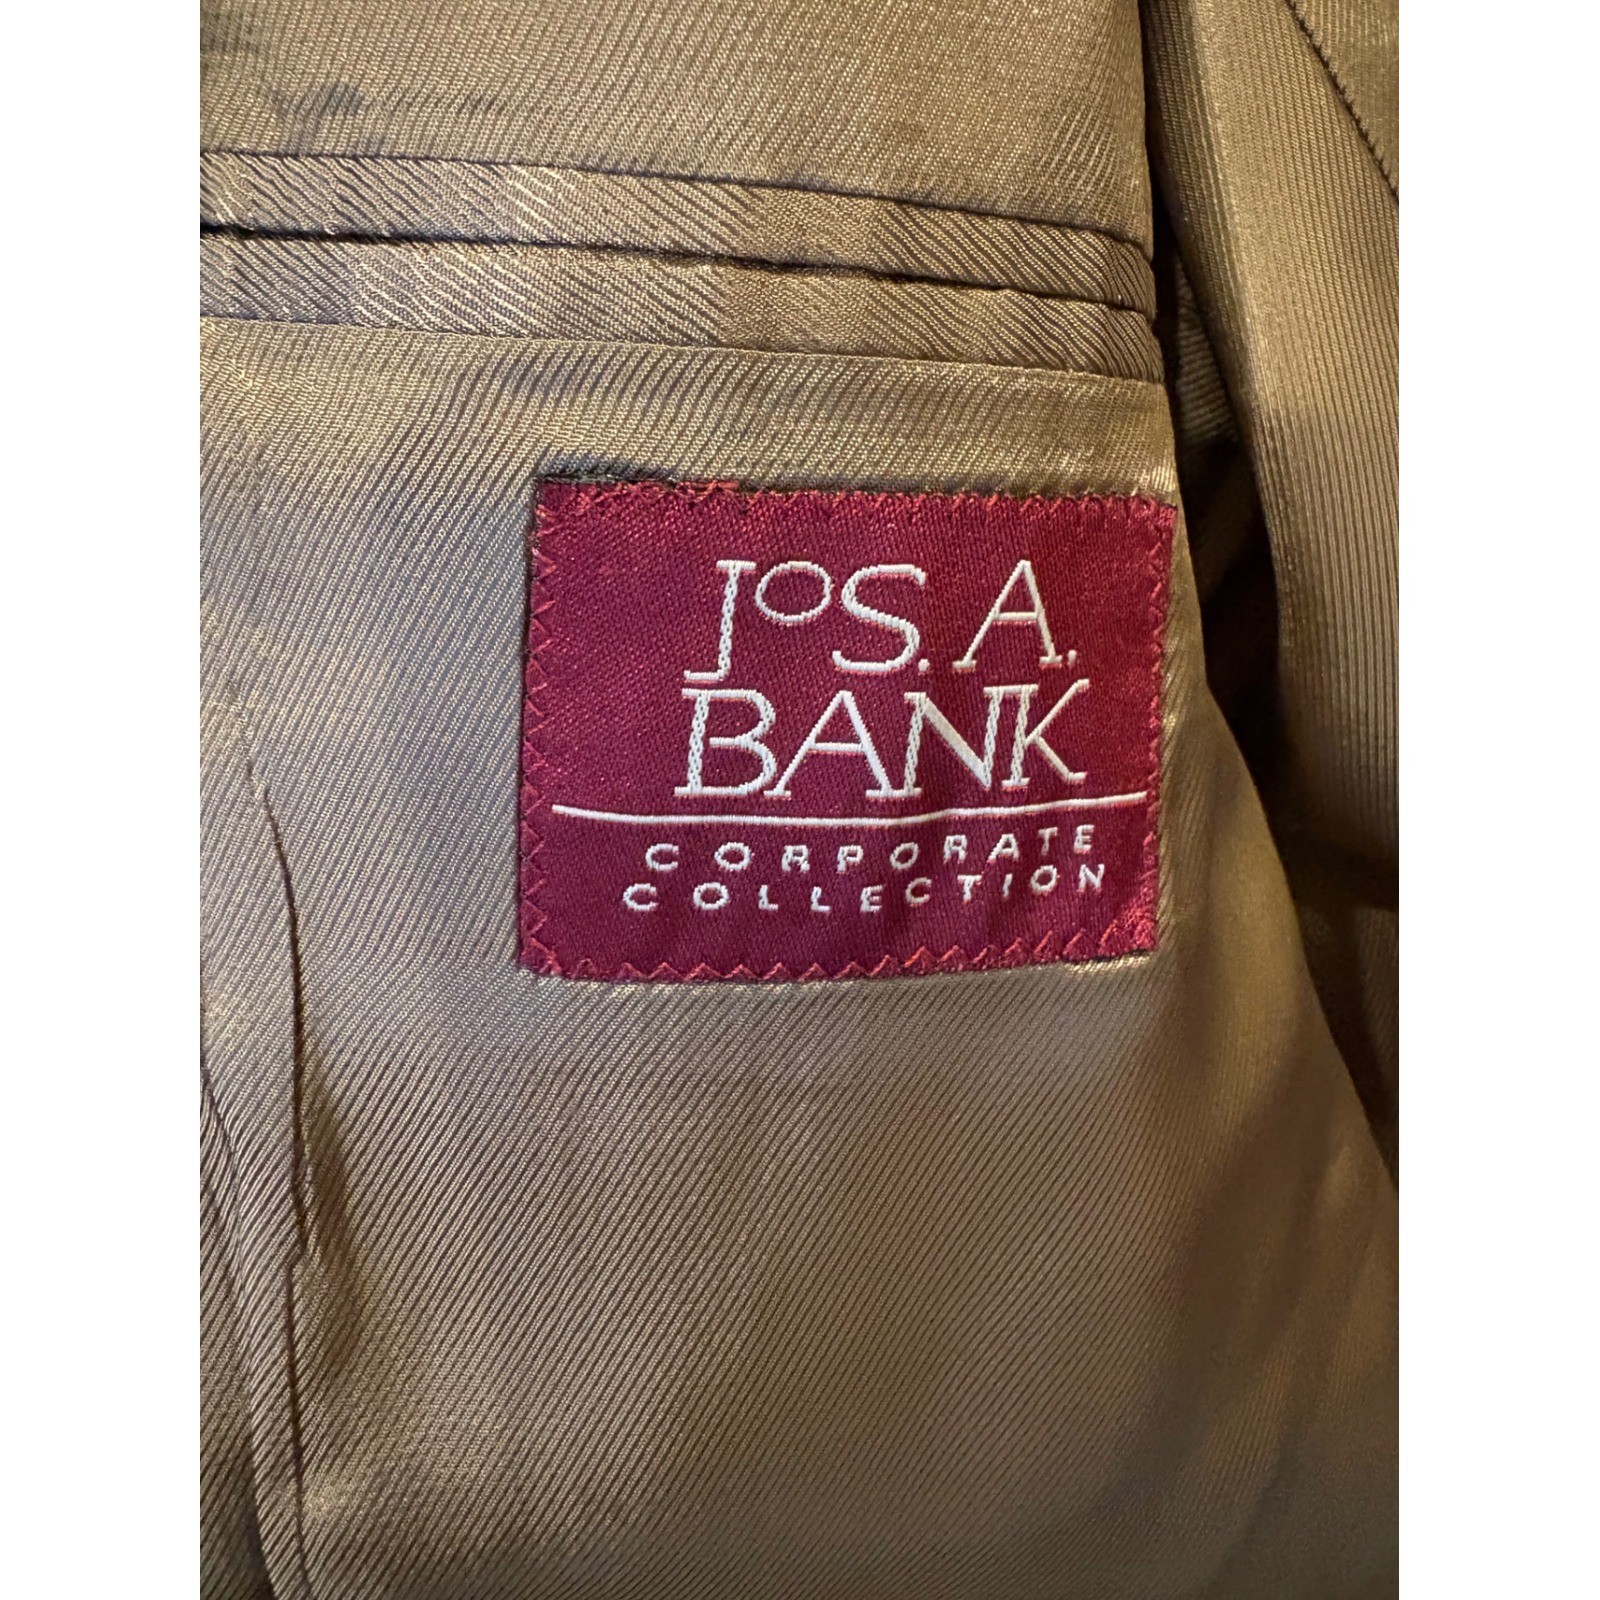 JOS. A.
BANK
CORPORATE
COLLECTION